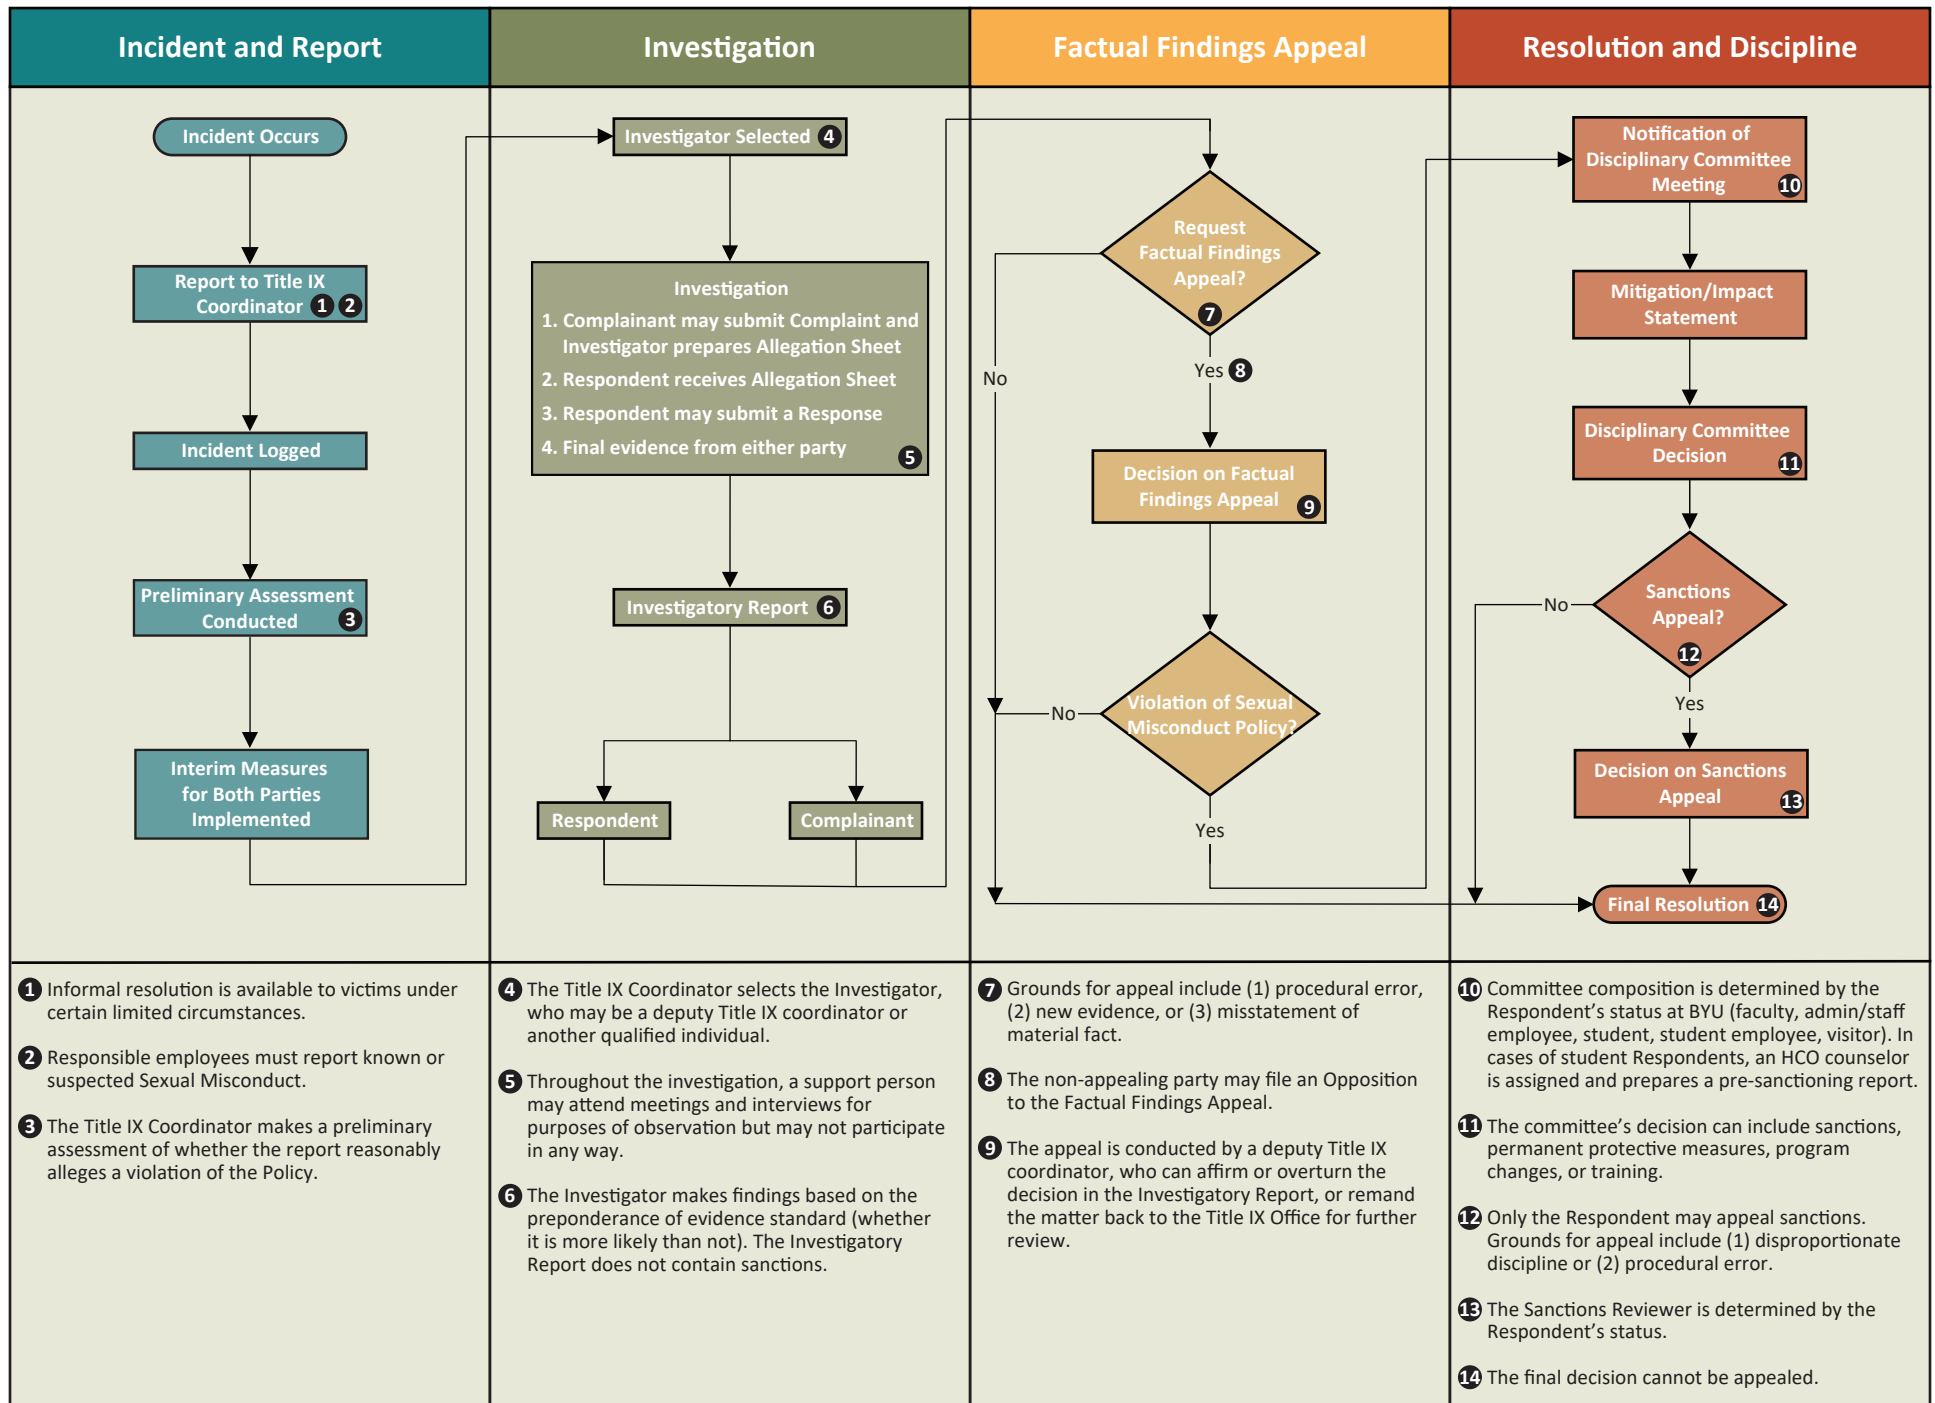 Incident and Report
Investigation
Factual Findings Appeal
Resolution and Discipline
Incident Occurs
Report to Title IX
Coordinator 1 2
Incident Logged
Preliminary Assessment
Conducted 3
Interim Measures
for Both Parties
Implemented
Investigator Selected 4
Investigation
1. Complainant may submit Complaint and
Investigator prepares Allegation Sheet
2. Respondent receives Allegation Sheet
3. Respondent may submit a Response
4. Final evidence from either party
5
Investigatory Report 6
Respondent
Complainant
Request
Factual Findings
Appeal?
7
No
Yes 8
Decision on Factual
Findings Appeal 9
Violation of Sexual
Misconduct Policy?
No
Yes
Notification of
Disciplinary Committee
Meeting 10
Mitigation/Impact
Statement
Disciplinary Committee
Decision 11
Sanctions
Appeal?
12
No
Yes
Decision on Sanctions
Appeal 13
Final Resolution 14
1 Informal resolution is available to victims under
certain limited circumstances.
2 Responsible employees must report known or
suspected Sexual Misconduct.
3 The Title IX Coordinator makes a preliminary
assessment of whether the report reasonably
alleges a violation of the Policy.
4 The Title IX Coordinator selects the Investigator,
who may be a deputy Title IX coordinator or
another qualified individual.
5 Throughout the investigation, a support person
may attend meetings and interviews for
purposes of observation but may not participate
in any way.
6 The Investigator makes findings based on the
preponderance of evidence standard (whether
it is more likely than not). The Investigatory
Report does not contain sanctions.
7 Grounds for appeal include (1) procedural error,
(2) new evidence, or (3) misstatement of
material fact.
8 The non-appealing party may file an Opposition
to the Factual Findings Appeal.
9 The appeal is conducted by a deputy Title IX
coordinator, who can affirm or overturn the
decision in the Investigatory Report, or remand
the matter back to the Title IX Office for further
review.
10 Committee composition is determined by the
Respondent's status at BYU (faculty, admin/staff
employee, student, student employee, visitor). In
cases of student Respondents, an HCO counselor
is assigned and prepares a pre-sanctioning report.
11 The committee's decision can include sanctions,
permanent protective measures, program
changes, or training.
12 Only the Respondent may appeal sanctions.
Grounds for appeal include (1) disproportionate
discipline or (2) procedural error.
13 The Sanctions Reviewer is determined by the
Respondent's status.
14 The final decision cannot be appealed.